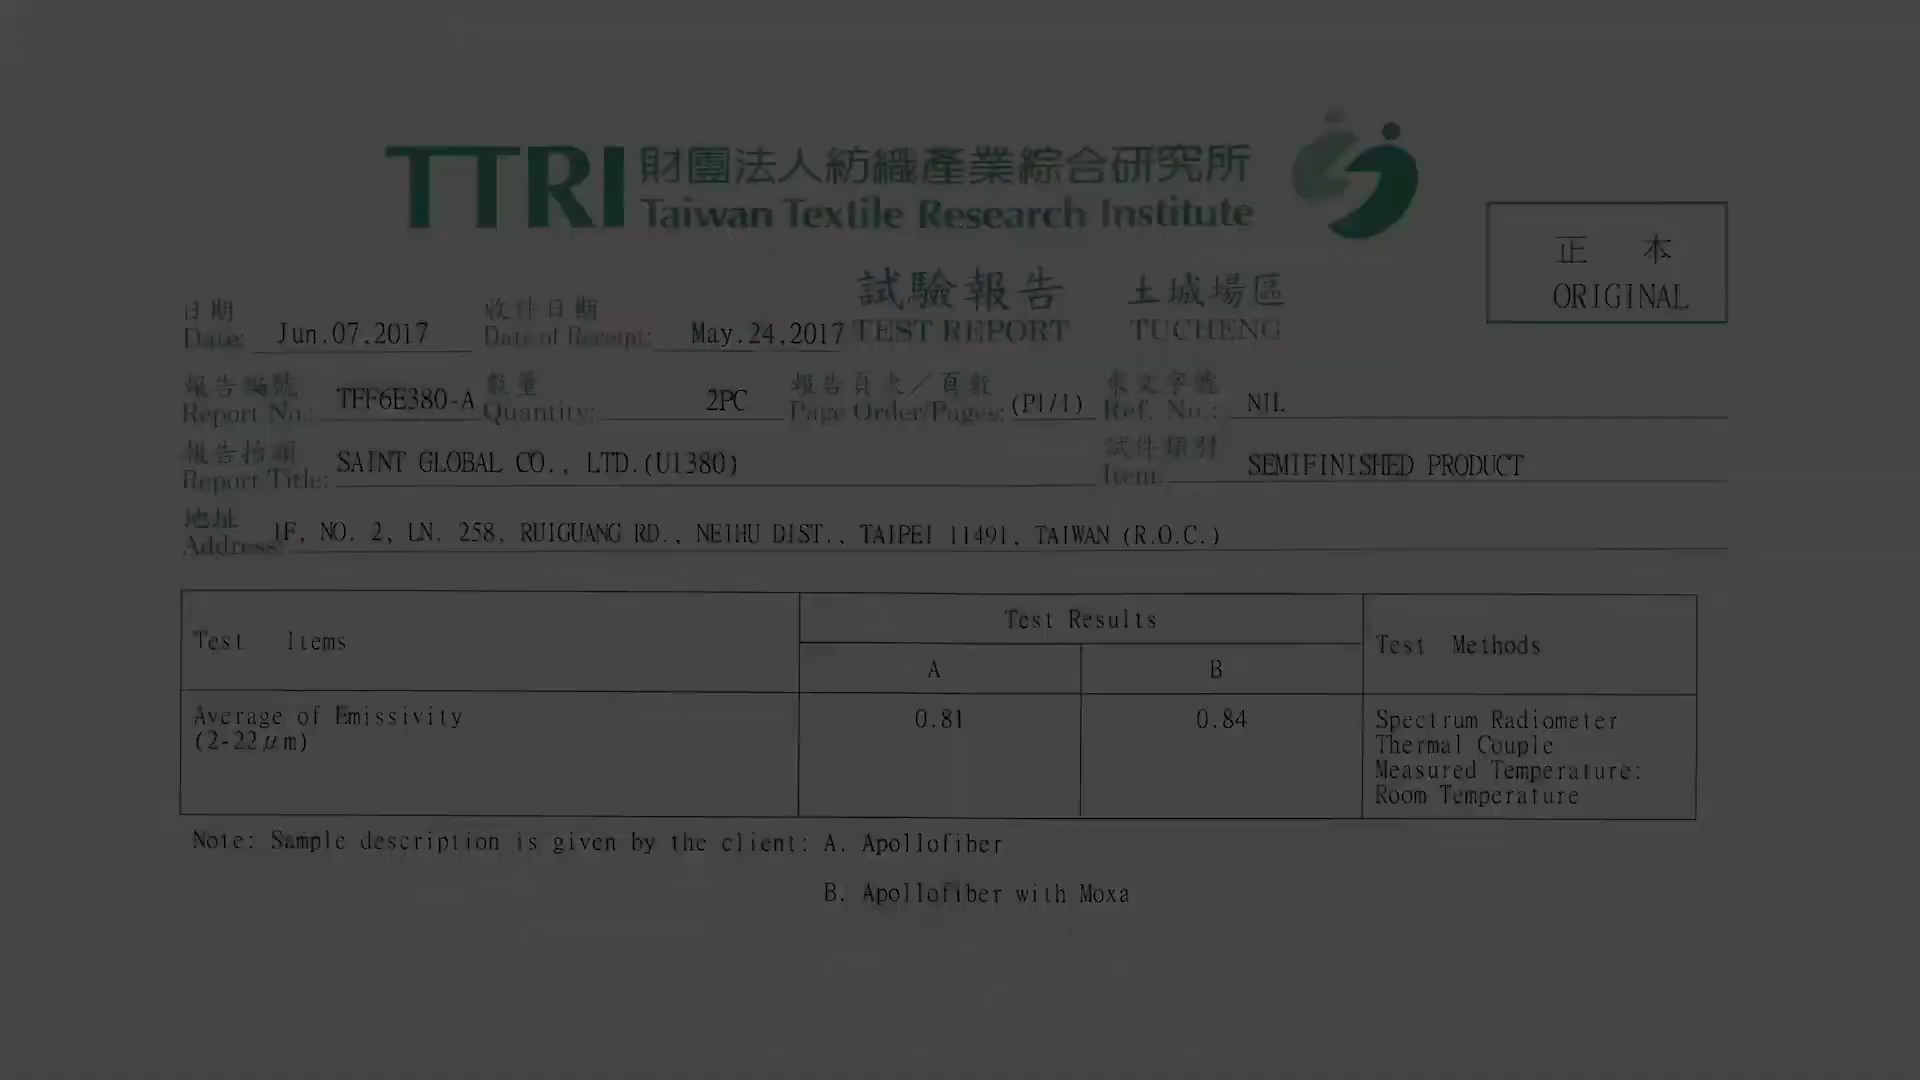 TTRI 財團法人紡織產業綜合研究所
Taiwan Textile Research Institute
正 本
ORIGINAL
試驗報告 土城場區
TEST REPORT TUCHENG
日期 收件日期
Date: Jun.07.2017 Date of Receipt: May.24.2017
報告編號 數量 報告頁次／頁數 來文字號
Report No.: TFF6E380-A Quantity: 2PC Page Order/Pages: (P1/1) Ref. No.: NIL
報告抬頭 試件類別
Report Title: SAINT GLOBAL CO., LTD.(U1380) Item: SEMIFINISHED PRODUCT
地址
Address: 1F, NO. 2, LN. 258, RUIGUANG RD., NEIHU DIST., TAIPEI 11491, TAIWAN (R.O.C.)
Test Items
Test Results
A B
Test Methods
Average of Emissivity
(2-22μm)
0.81
0.84
Spectrum Radiometer
Thermal Couple
Measured Temperature:
Room Temperature
Note: Sample description is given by the client: A. Apollofiber
B. Apollofiber with Moxa